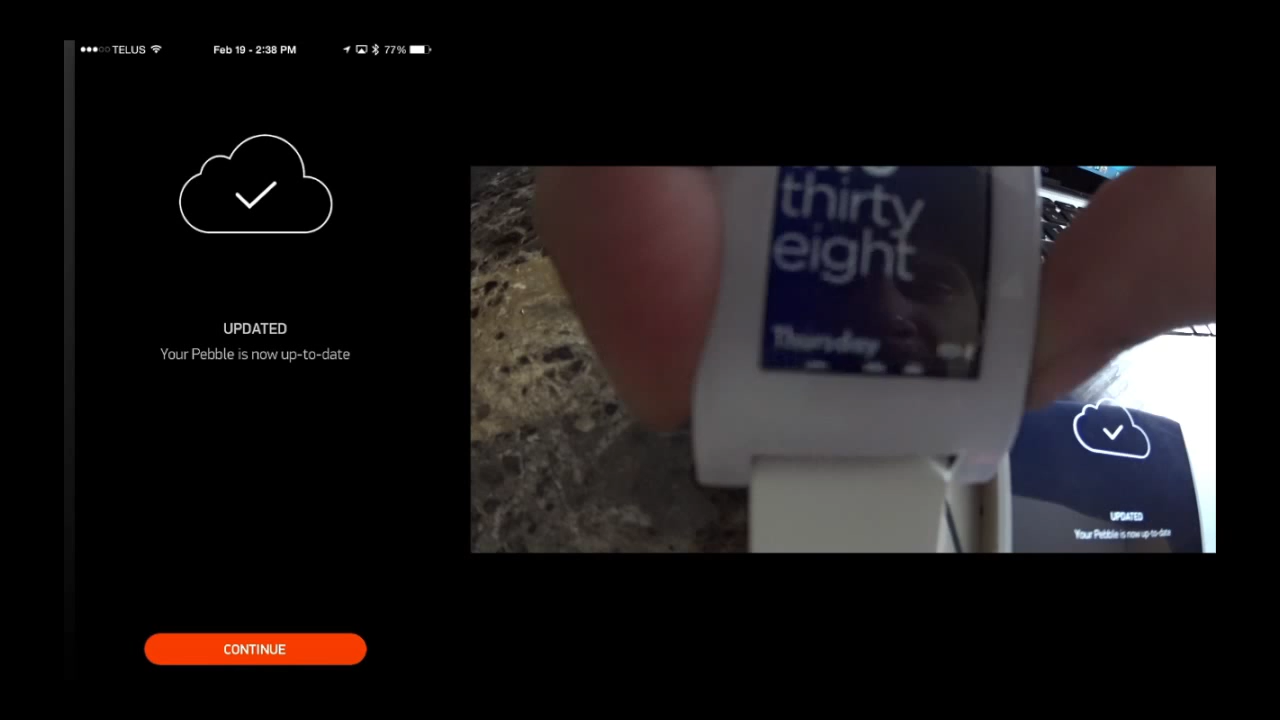 TELUS
Feb 19 - 2:38 PM
77%
UPDATED
Your Pebble is now up-to-date
CONTINUE
thirty
eight
Thursday
UPDATED
Your Pebble is now up-to-date